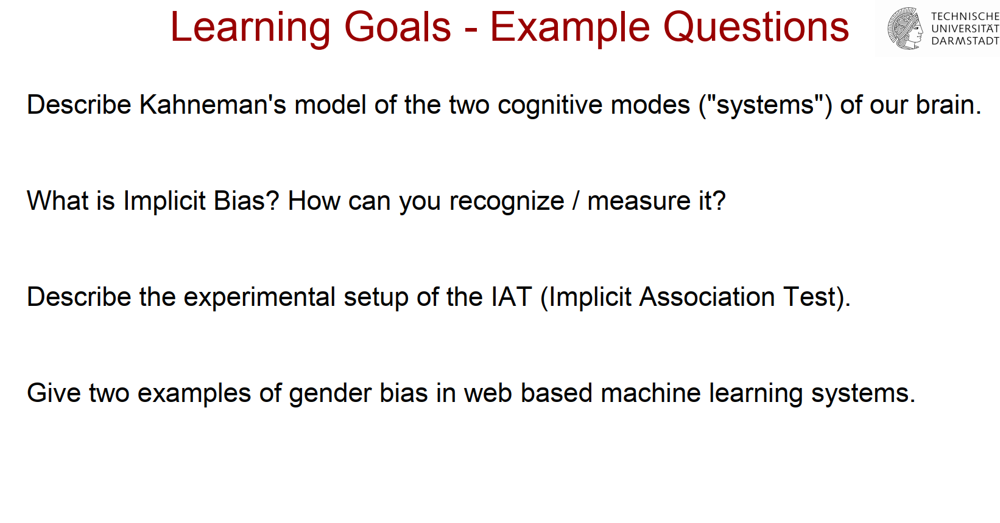 Learning Goals - Example Questions
TECHNISCHE
UNIVERSITÄT
DARMSTADT
Describe Kahneman's model of the two cognitive modes ("systems") of our brain.
What is Implicit Bias? How can you recognize / measure it?
Describe the experimental setup of the IAT (Implicit Association Test).
Give two examples of gender bias in web based machine learning systems.